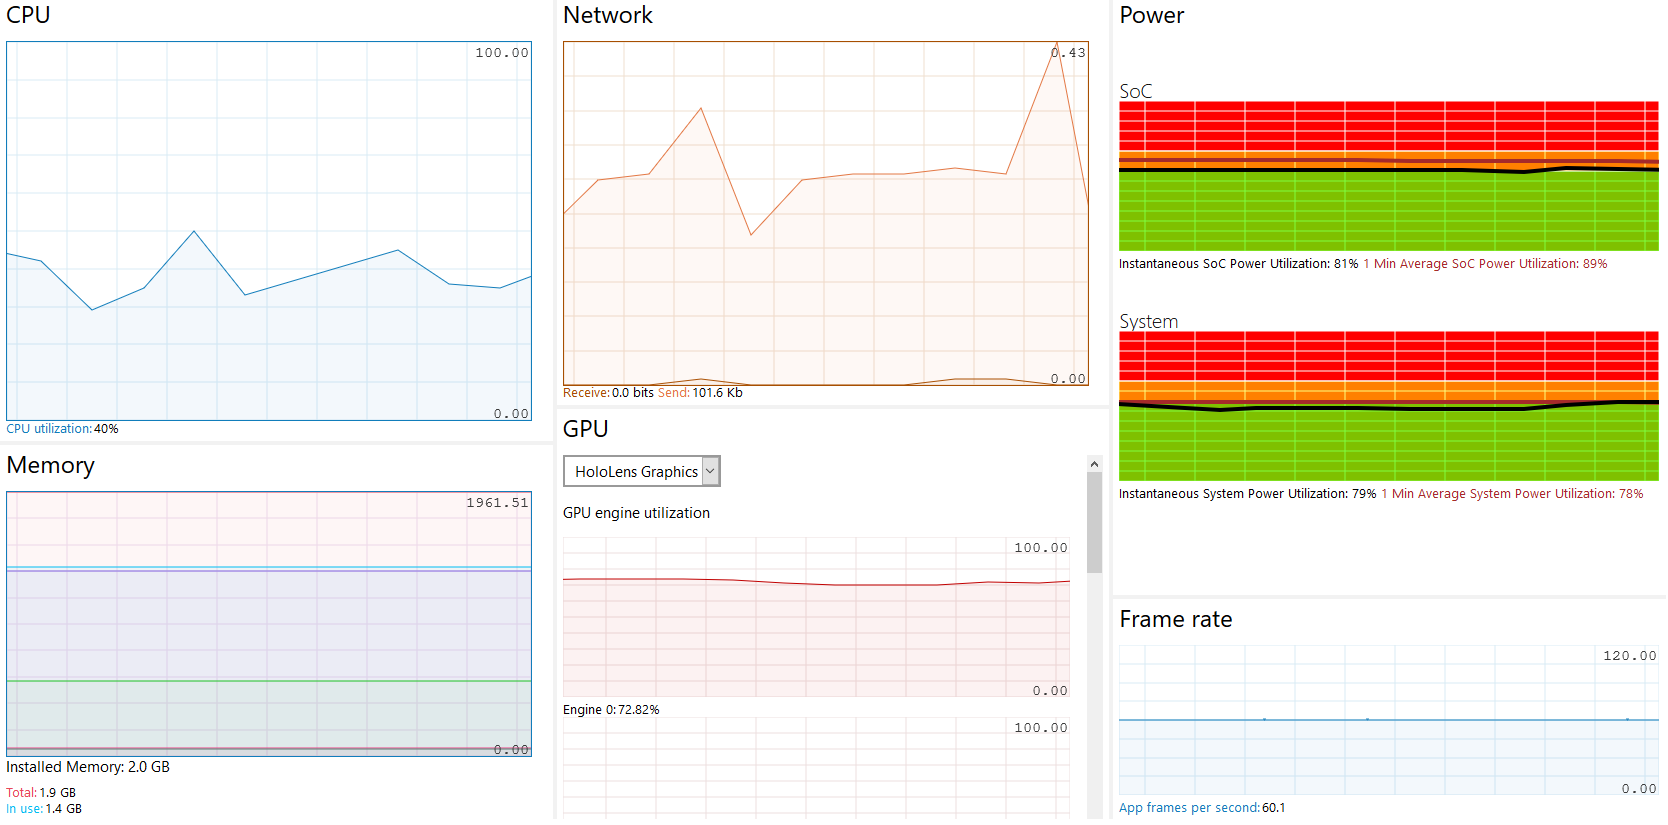 CPU
100.00
0.00
CPU utilization: 40%
Memory
1961.51
0.00
Installed Memory: 2.0 GB
Total: 1.9 GB
In use: 1.4 GB
Network
0.43
0.00
Receive: 0.0 bits Send: 101.6 Kb
GPU
HoloLens Graphics
GPU engine utilization
100.00
0.00
Engine 0: 72.82%
100.00
Power
SoC
Instantaneous SoC Power Utilization: 81% 1 Min Average SoC Power Utilization: 89%
System
Instantaneous System Power Utilization: 79% 1 Min Average System Power Utilization: 78%
Frame rate
120.00
0.00
App frames per second: 60.1